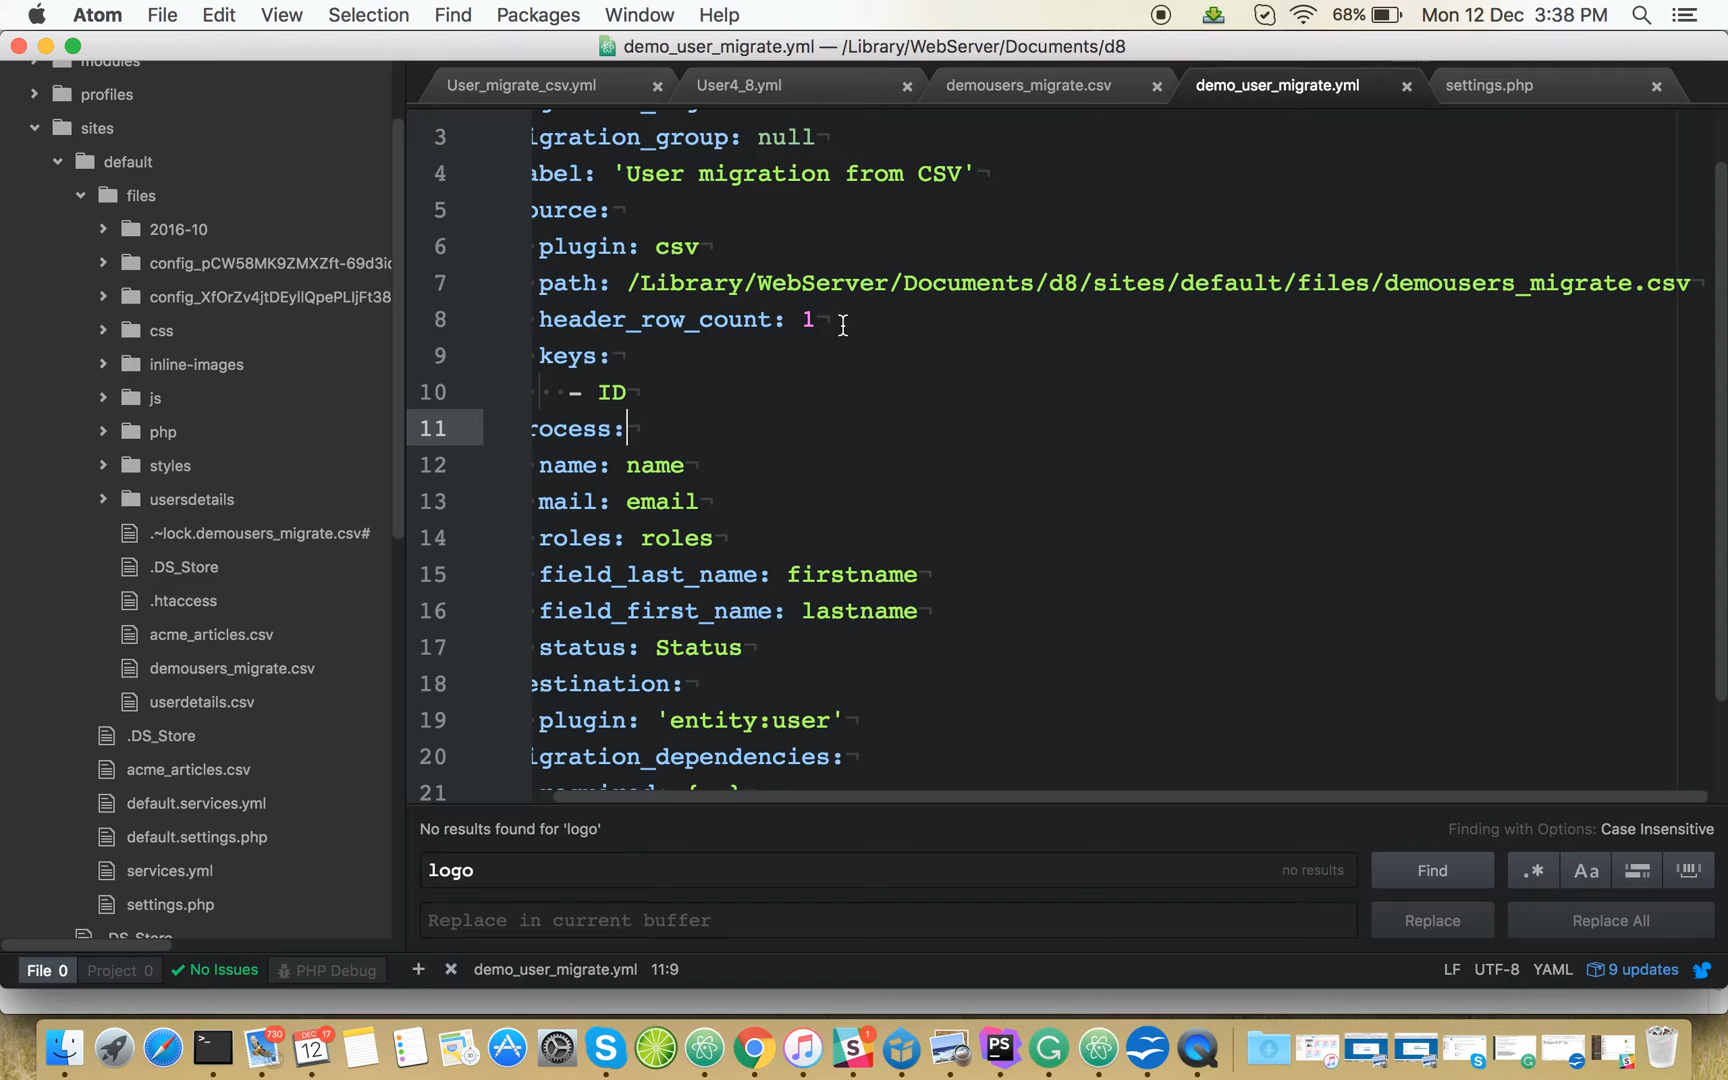 Atom File Edit View Selection Find Packages Window Help 68% Mon 12 Dec 3:38 PM
demo_user_migrate.yml — /Library/WebServer/Documents/d8
User_migrate_csv.yml
User4_8.yml
demousers_migrate.csv
demo_user_migrate.yml
settings.php
modules
profiles
sites
default
files
2016-10
config_pCW58MK9ZMXZft-69d3ic
config_XfOrZv4jtDEyllQpePLIjFt38
css
inline-images
js
php
styles
usersdetails
.~lock.demousers_migrate.csv#
.DS_Store
.htaccess
acme_articles.csv
demousers_migrate.csv
userdetails.csv
.DS_Store
acme_articles.csv
default.services.yml
default.settings.php
services.yml
settings.php
DS_Store
3 igration_group: null
4 abel: 'User migration from CSV'
5 ource:
6 plugin: csv
7 path: /Library/WebServer/Documents/d8/sites/default/files/demousers_migrate.csv
8 header_row_count: 1
9 keys:
10 - ID
11 rocess:
12 name: name
13 mail: email
14 roles: roles
15 field_last_name: firstname
16 field_first_name: lastname
17 status: Status
18 estination:
19 plugin: 'entity:user'
20 igration_dependencies:
21
No results found for 'logo' Finding with Options: Case Insensitive
logo no results Find .* Aa
Replace in current buffer Replace Replace All
File 0 Project 0 No Issues PHP Debug + demo_user_migrate.yml 11:9 LF UTF-8 YAML 9 updates
730
DEC 17
12
1
PS